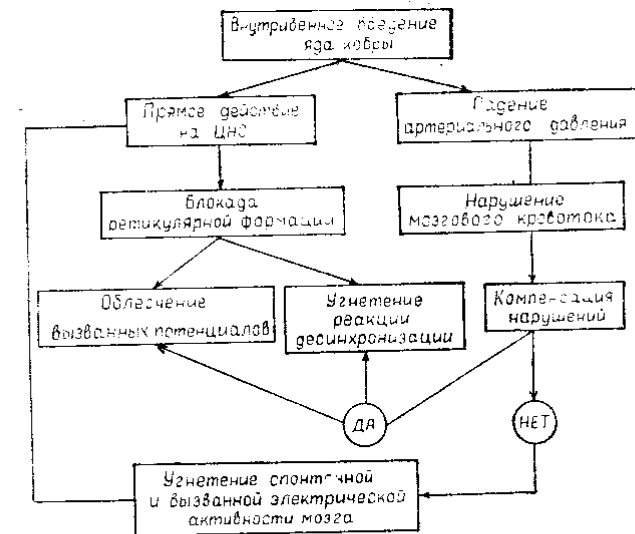 Внутривенное введение
яда кобры
Прямое действие
на ЦНС
Падение
артериального давления
Блокада
ретикулярной формации
Нарушение
мозгового кровотока
Облегчение
вызванных потенциалов
Угнетение
реакции
десинхронизации
Компенсация
нарушений
ДА
НЕТ
Угнетение спонтанной
и вызванной электрической
активности мозга